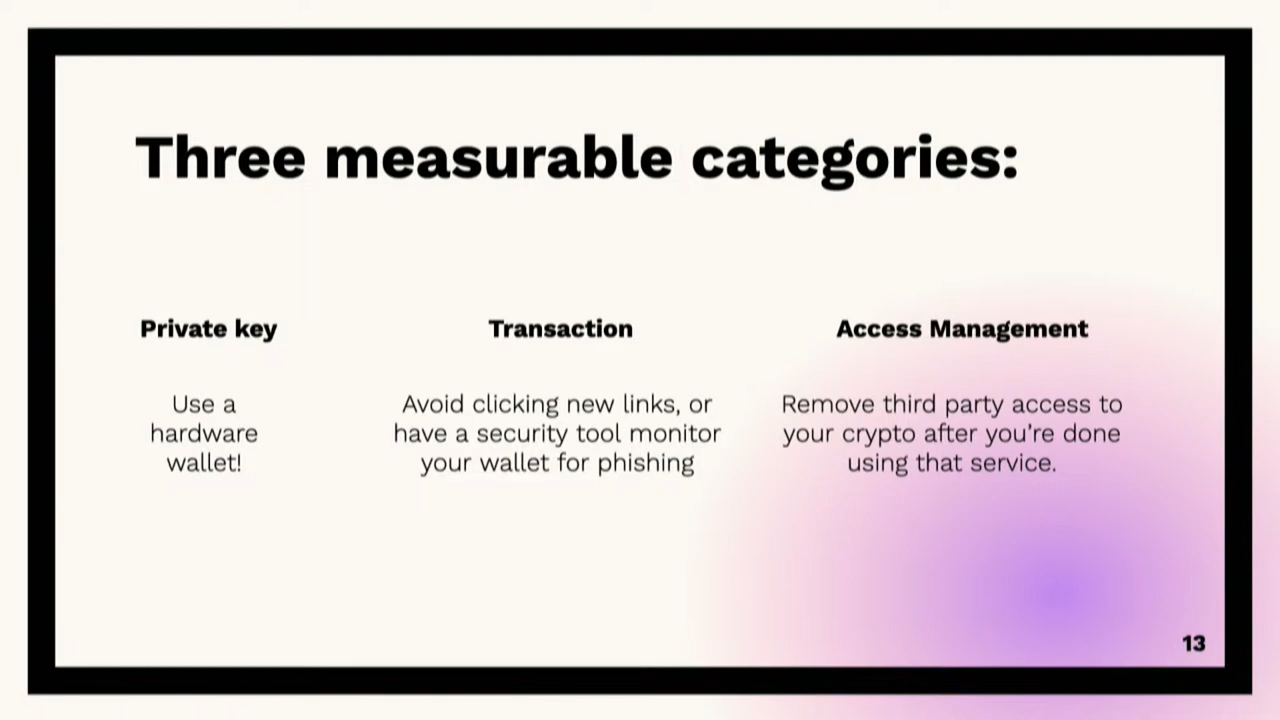 Three measurable categories:
Private key
Use a
hardware
wallet!
Transaction
Avoid clicking new links, or
have a security tool monitor
your wallet for phishing
Access Management
Remove third party access to
your crypto after you’re done
using that service.
13